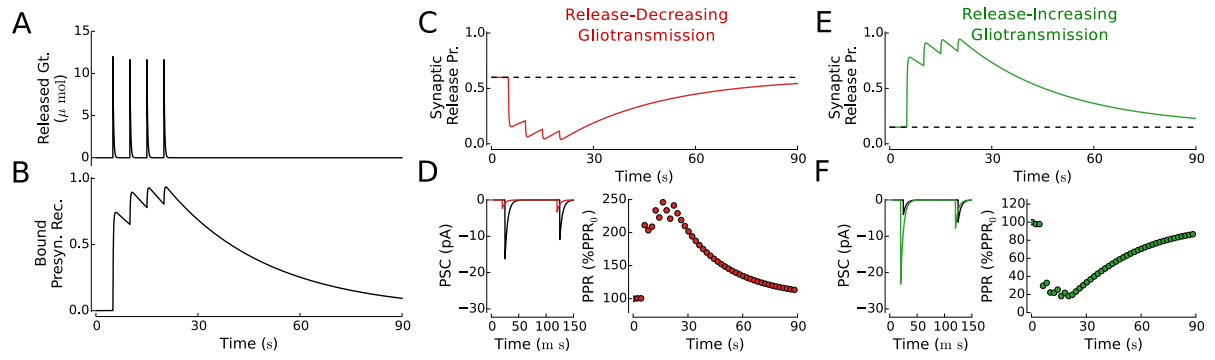 A
Released Gt.
(μ mol)
15
10
5
0
B
Bound
Presyn. Rec.
1.0
0.5
0.0
0
30
60
90
Time (s)
C
Release-Decreasing
Gliotransmission
Synaptic
Release Pr.
1.0
0.5
0.0
0
30
60
90
Time (s)
D
PSC (pA)
0
−10
−20
−30
0
50
100
150
Time (m s)
PPR (%PPR0)
250
200
150
100
0
30
60
90
Time (s)
E
Release-Increasing
Gliotransmission
Synaptic
Release Pr.
1.0
0.5
0.0
0
30
60
90
Time (s)
F
PSC (pA)
0
−10
−20
−30
0
50
100
150
Time (m s)
PPR (%PPR0)
120
100
80
60
40
20
0
0
30
60
90
Time (s)